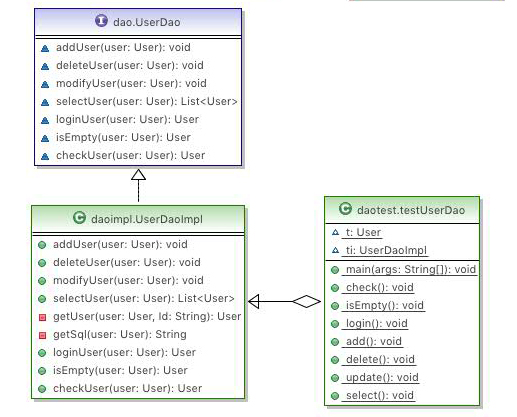 I dao.UserDao
addUser(user: User): void
deleteUser(user: User): void
modifyUser(user: User): void
selectUser(user: User): List<User>
loginUser(user: User): User
isEmpty(user: User): User
checkUser(user: User): User
C daoimpl.UserDaoImpl
addUser(user: User): void
deleteUser(user: User): void
modifyUser(user: User): void
selectUser(user: User): List<User>
getUser(user: User, Id: String): User
getSql(user: User): String
loginUser(user: User): User
isEmpty(user: User): User
checkUser(user: User): User
C daotest.testUserDao
t: User
ti: UserDaoImpl
main(args: String[]): void
check(): void
isEmpty(): void
login(): void
add(): void
delete(): void
update(): void
select(): void